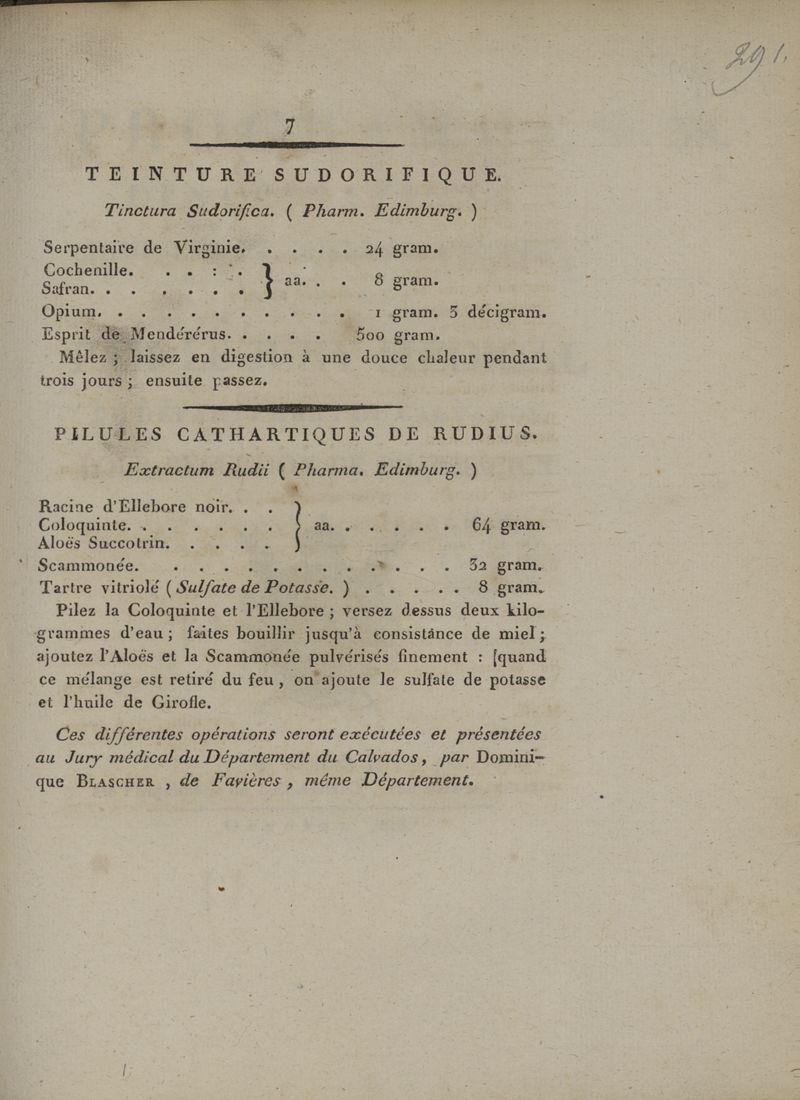 291.
7
TEINTURE SUDORIFIQUE.
Tinctura Sudorifica. ( Pharm. Edimburg. )
Serpentaire de Virginie. . . . . 24 gram.
Cochenille. . . : . } aa. . . 8 gram.
Safran. . . . . . .
Opium. . . . . . . . . . . 1 gram. 3 décigram.
Esprit de Mendérérus. . . . . 500 gram.
Mêlez ; laissez en digestion à une douce chaleur pendant
trois jours ; ensuite passez.
PILULES CATHARTIQUES DE RUDIUS.
Extractum Rudii ( Pharma. Edimburg. )
Racine d'Ellebore noir. . . } aa. . . . . . 64 gram.
Coloquinte. . . . . . .
Aloës Succotrin. . . . .
Scammonée. . . . . . . . . . . . . 32 gram.
Tartre vitriolé ( Sulfate de Potasse. ) . . . . . 8 gram.
Pilez la Coloquinte et l'Ellebore ; versez dessus deux kilo-
grammes d'eau ; faites bouillir jusqu'à consistànce de miel ;
ajoutez l'Aloës et la Scammonée pulvérisés finement : [quand
ce mélange est retiré du feu , on ajoute le sulfate de potasse
et l'huile de Girofle.
Ces différentes opérations seront exécutées et présentées
au Jury médical du Département du Calvados, par Domini-
que BLASCHER , de Favières , même Département.